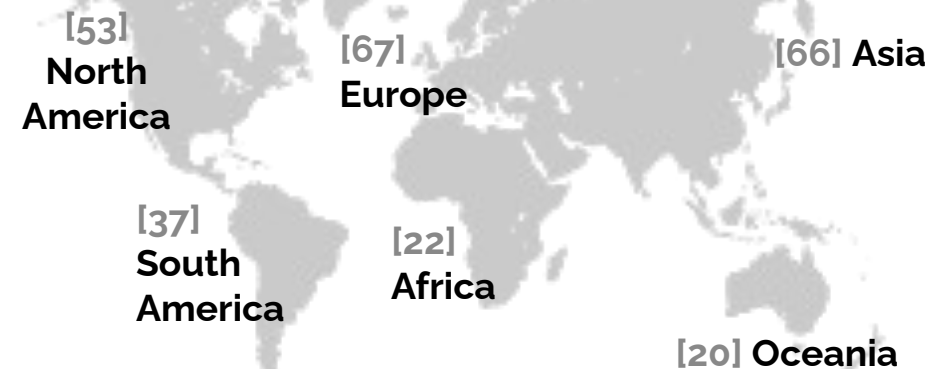 [53]
North
America
[67]
Europe
[66] Asia
[37]
South
America
[22]
Africa
[20] Oceania